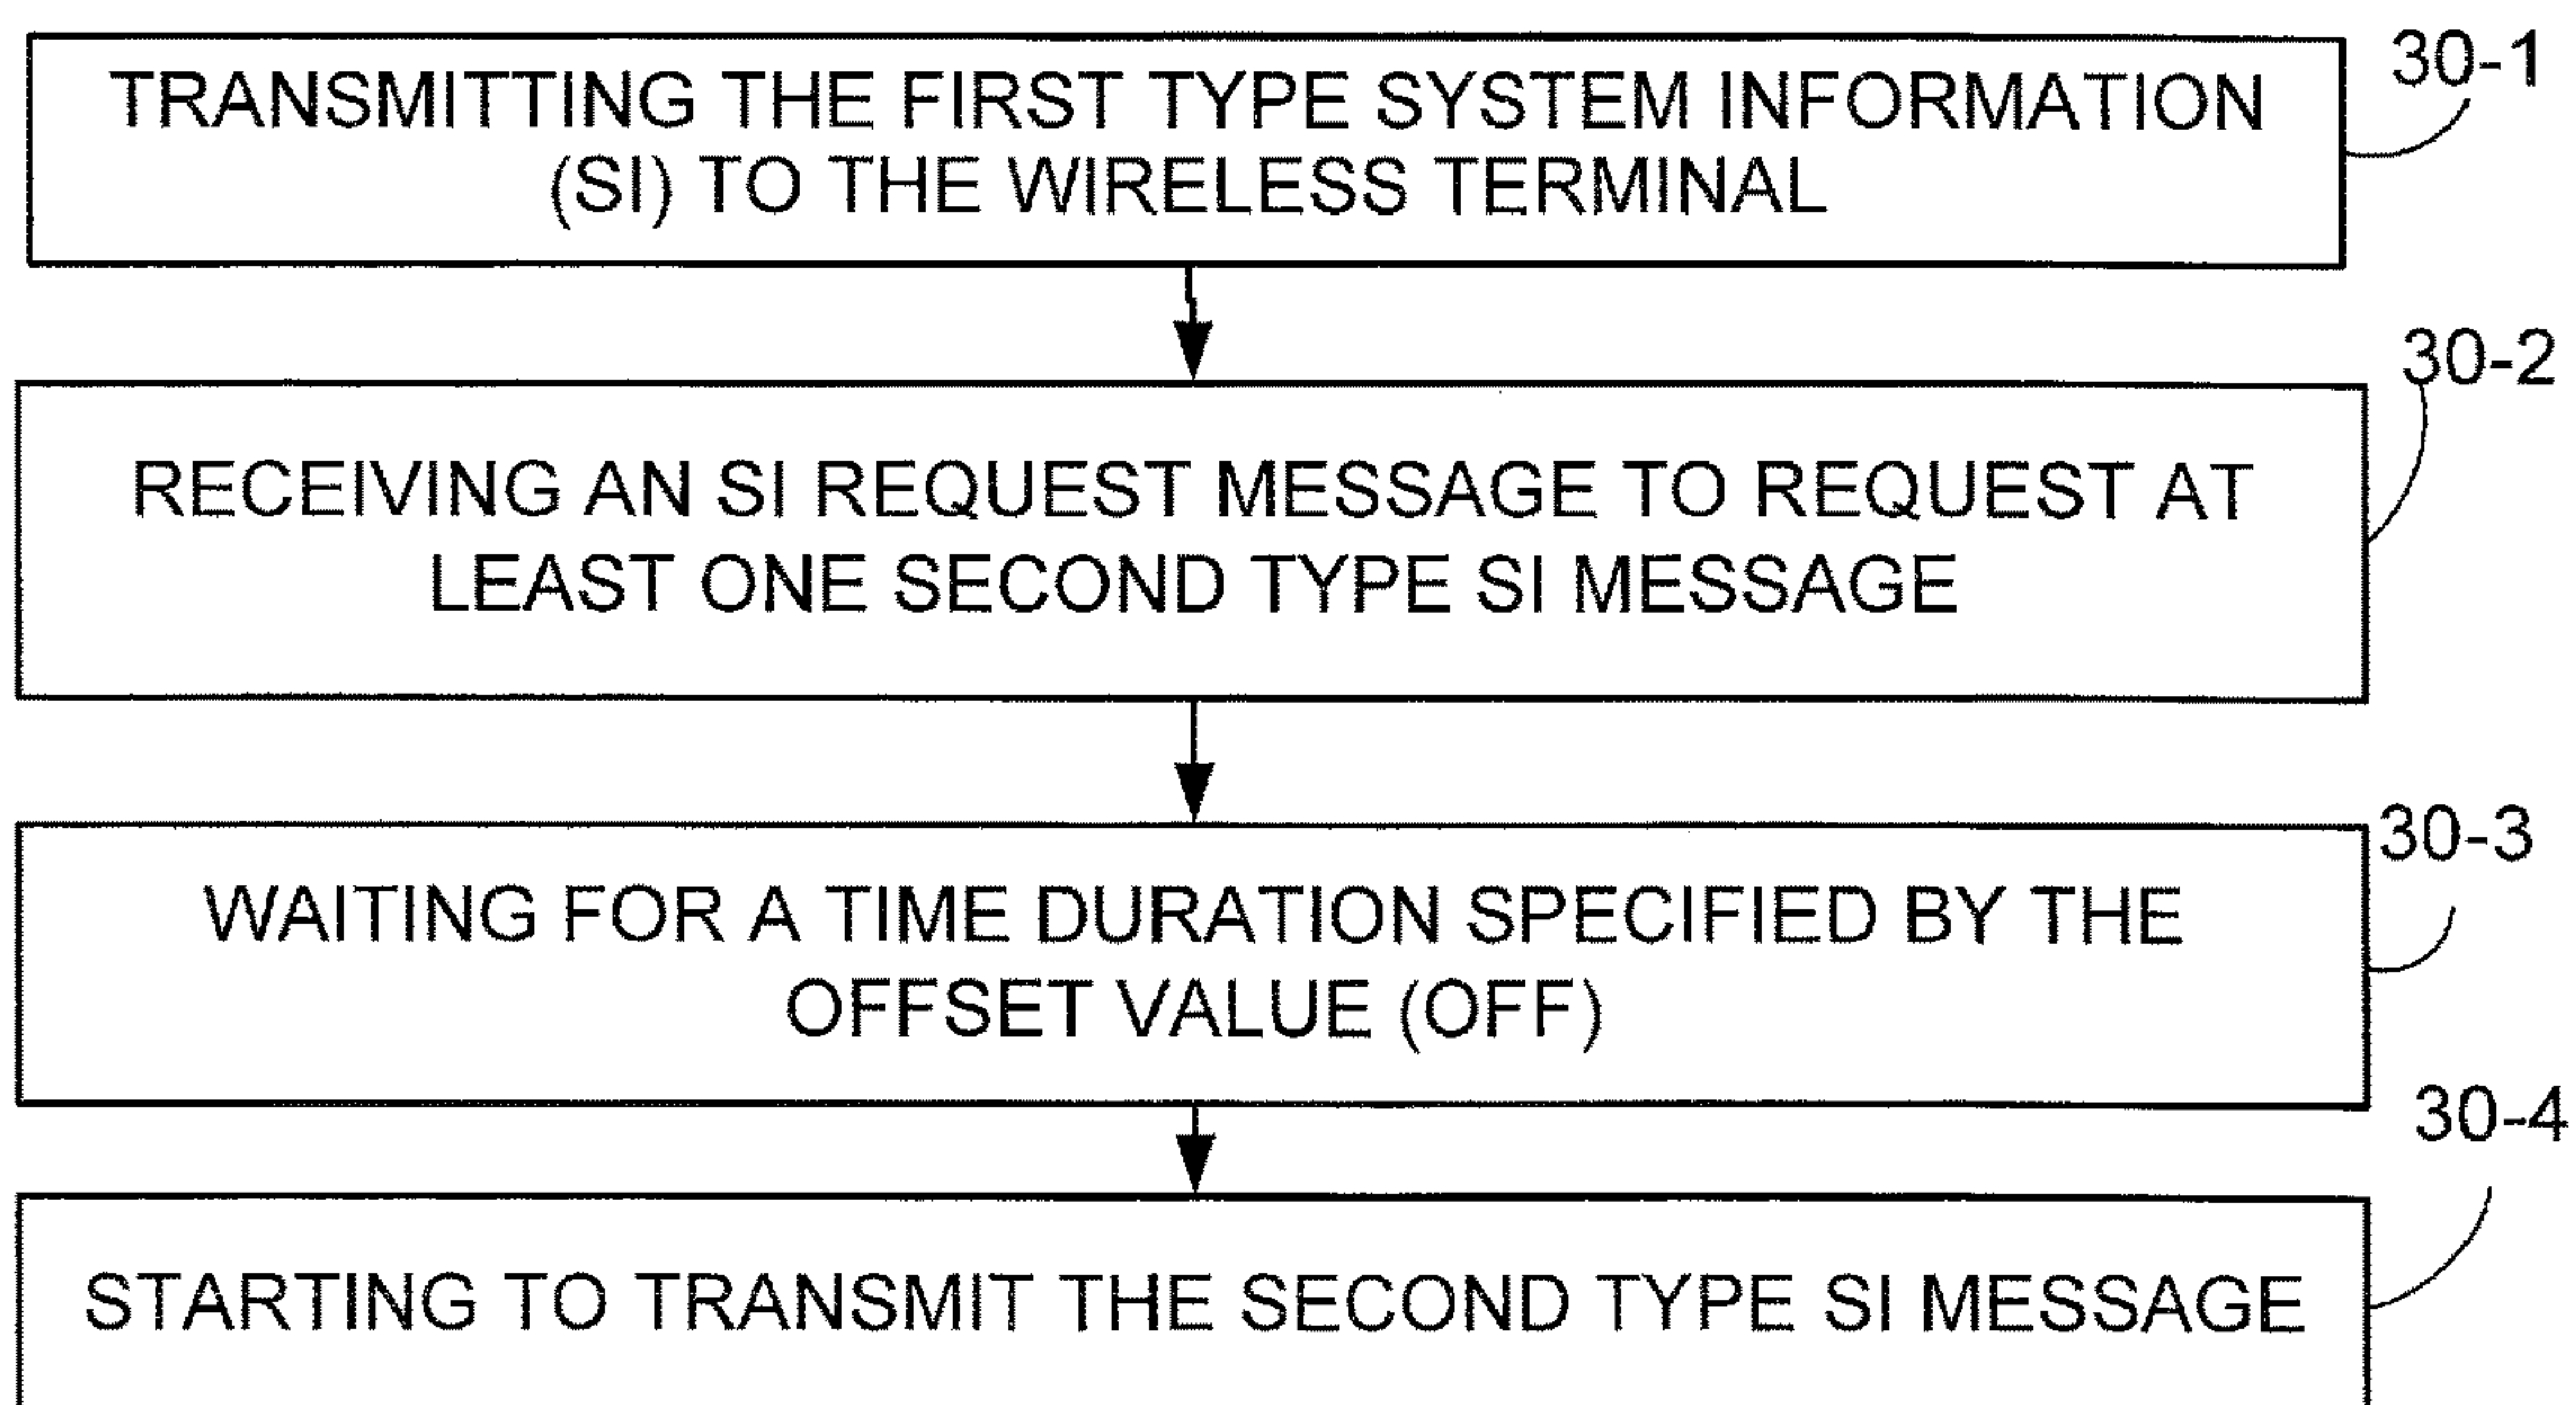 30-1
TRANSMITTING THE FIRST TYPE SYSTEM INFORMATION
(SI) TO THE WIRELESS TERMINAL
30-2
RECEIVING AN SI REQUEST MESSAGE TO REQUEST AT
LEAST ONE SECOND TYPE SI MESSAGE
30-3
WAITING FOR A TIME DURATION SPECIFIED BY THE
OFFSET VALUE (OFF)
30-4
STARTING TO TRANSMIT THE SECOND TYPE SI MESSAGE